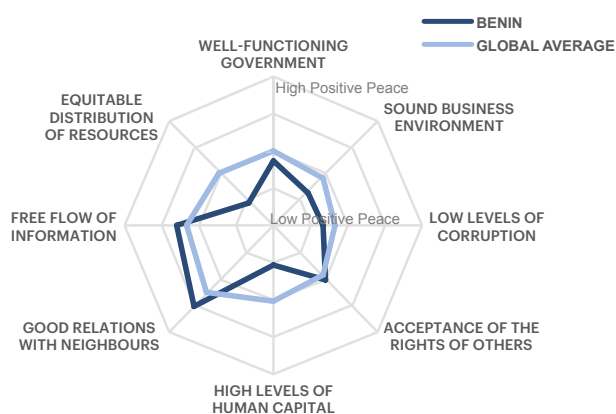 BENIN
GLOBAL AVERAGE
WELL-FUNCTIONING
GOVERNMENT
High Positive Peace
EQUITABLE
DISTRIBUTION
OF RESOURCES
SOUND BUSINESS
ENVIRONMENT
FREE FLOW OF
INFORMATION
Low Positive Peace
LOW LEVELS OF
CORRUPTION
GOOD RELATIONS
WITH NEIGHBOURS
ACCEPTANCE OF THE
RIGHTS OF OTHERS
HIGH LEVELS OF
HUMAN CAPITAL